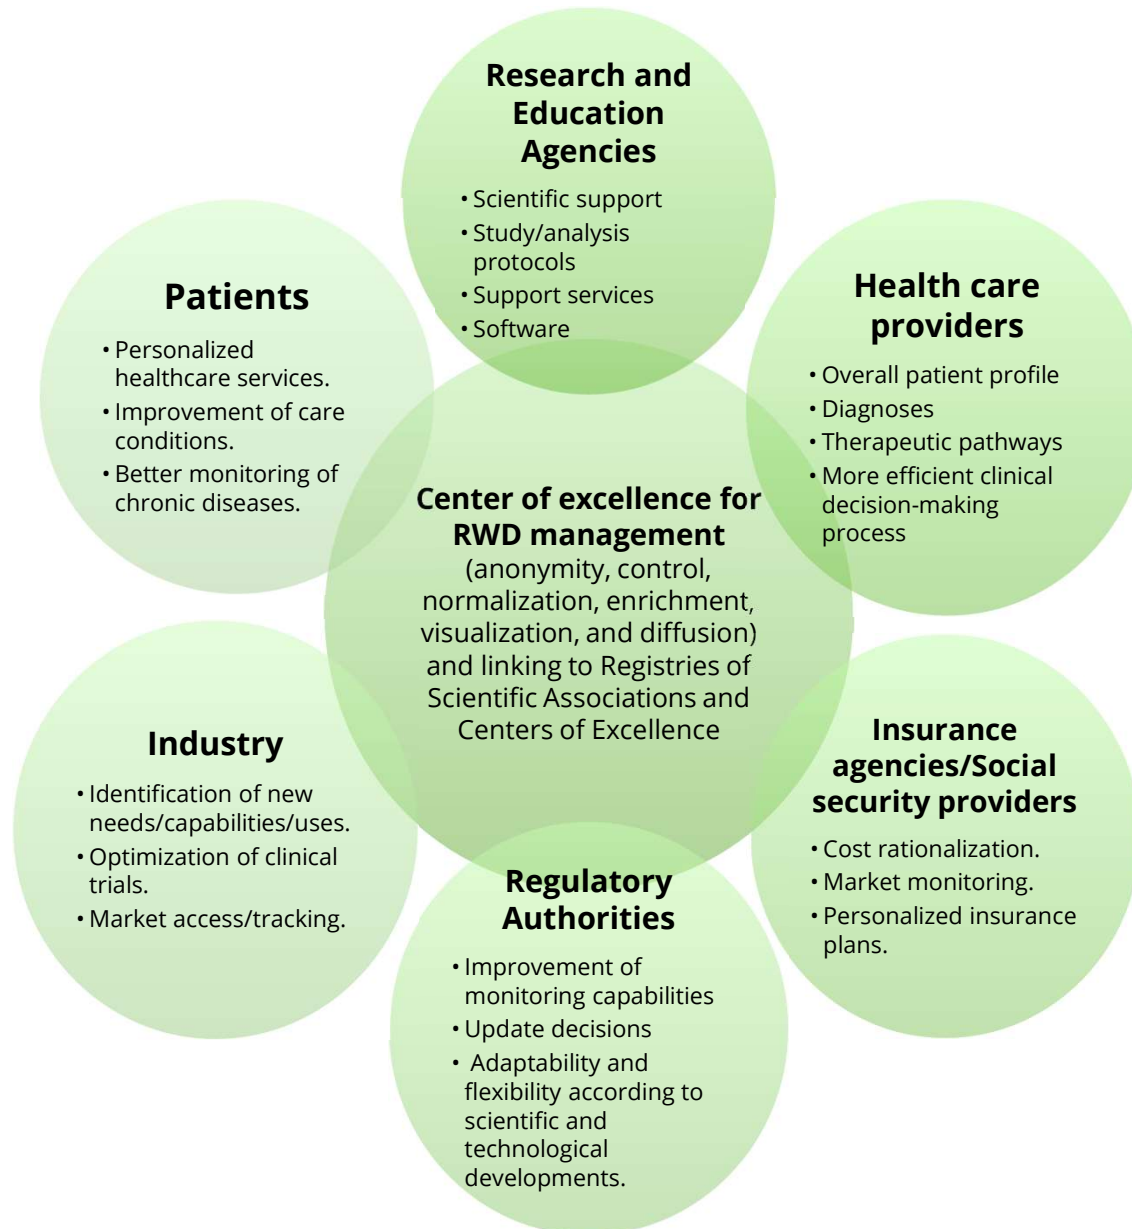 Research and
Education
Agencies
• Scientific support
• Study/analysis
protocols
• Support services
• Software
Patients
• Personalized
healthcare services.
• Improvement of care
conditions.
• Better monitoring of
chronic diseases.
Health care
providers
• Overall patient profile
• Diagnoses
• Therapeutic pathways
• More efficient clinical
decision-making
process
Center of excellence for
RWD management
(anonymity, control,
normalization, enrichment,
visualization, and diffusion)
and linking to Registries of
Scientific Associations and
Centers of Excellence
Industry
• Identification of new
needs/capabilities/uses.
• Optimization of clinical
trials.
• Market access/tracking.
Insurance
agencies/Social
security providers
• Cost rationalization.
• Market monitoring.
• Personalized insurance
plans.
Regulatory
Authorities
• Improvement of
monitoring capabilities
• Update decisions
• Adaptability and
flexibility according to
scientific and
technological
developments.